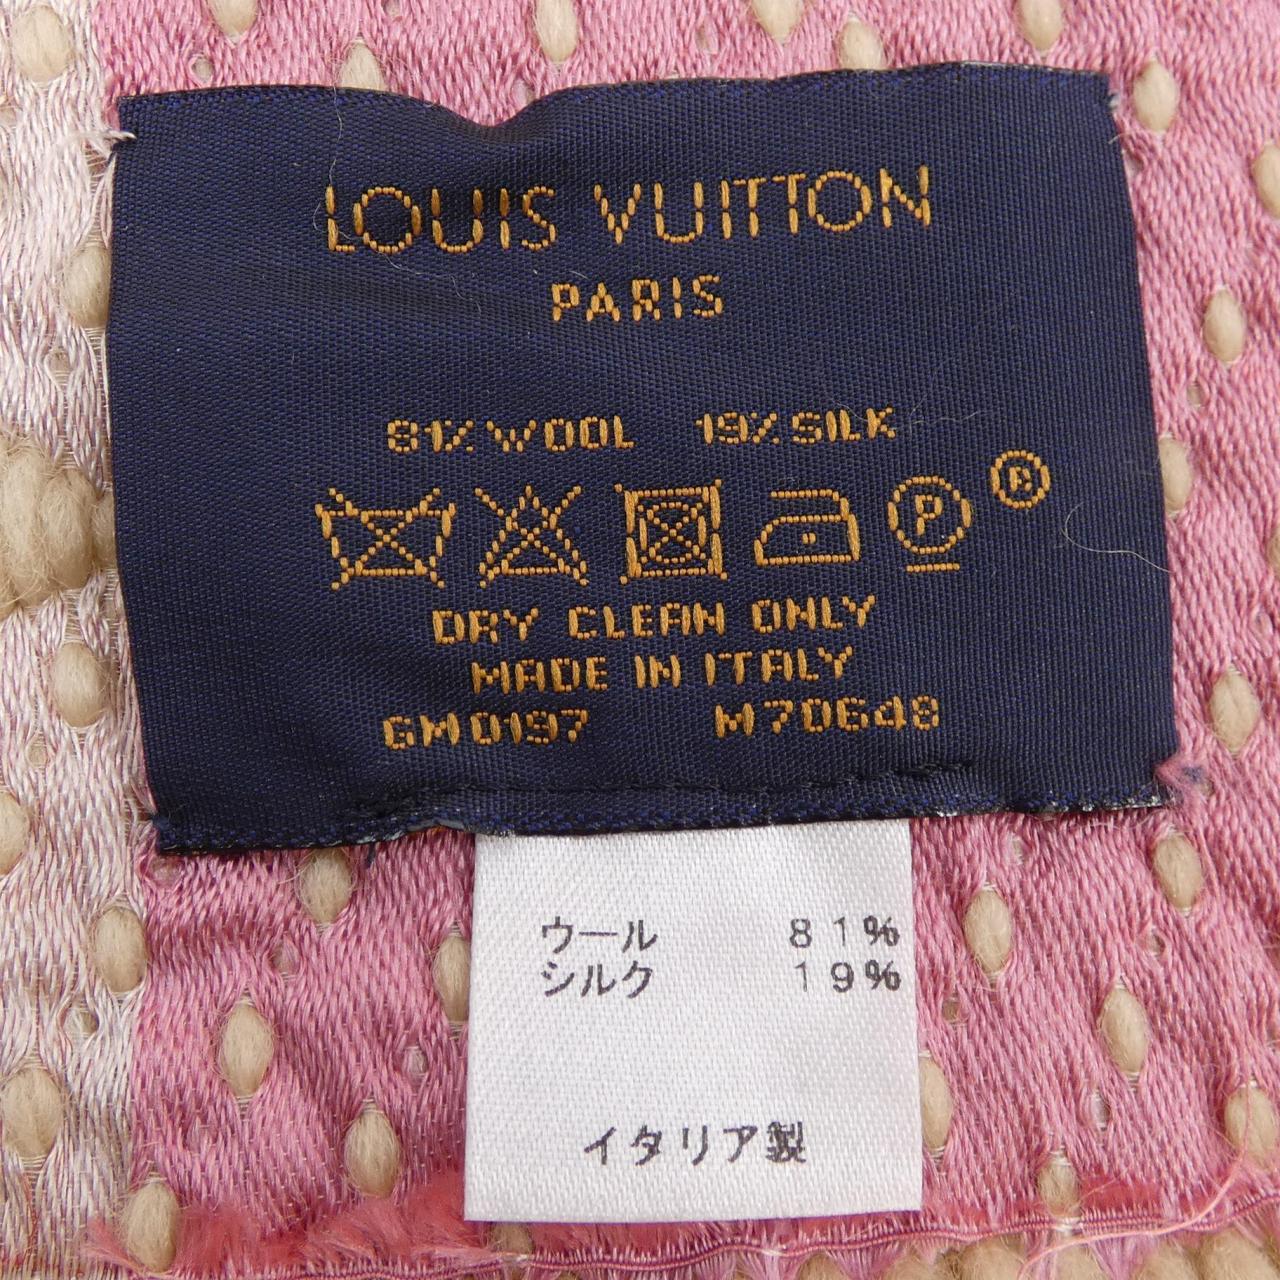 LOUIS VUITTON
PARIS
81% WOOL 19% SILK
P ®
DRY CLEAN ONLY
MADE IN ITALY
GM0197 M70648
ウール 81%
シルク 19%
イタリア製